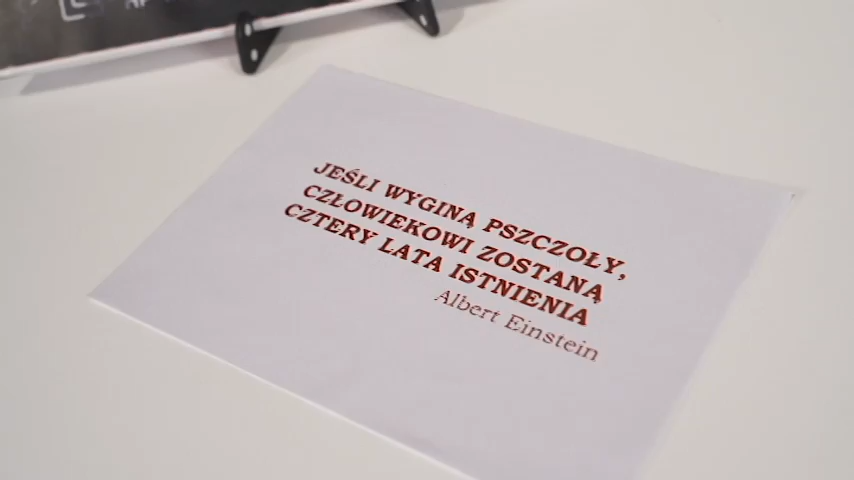 JEŚLI WYGINĄ PSZCZOŁY,
CZŁOWIEKOWI ZOSTANĄ
CZTERY LATA ISTNIENIA
Albert Einstein